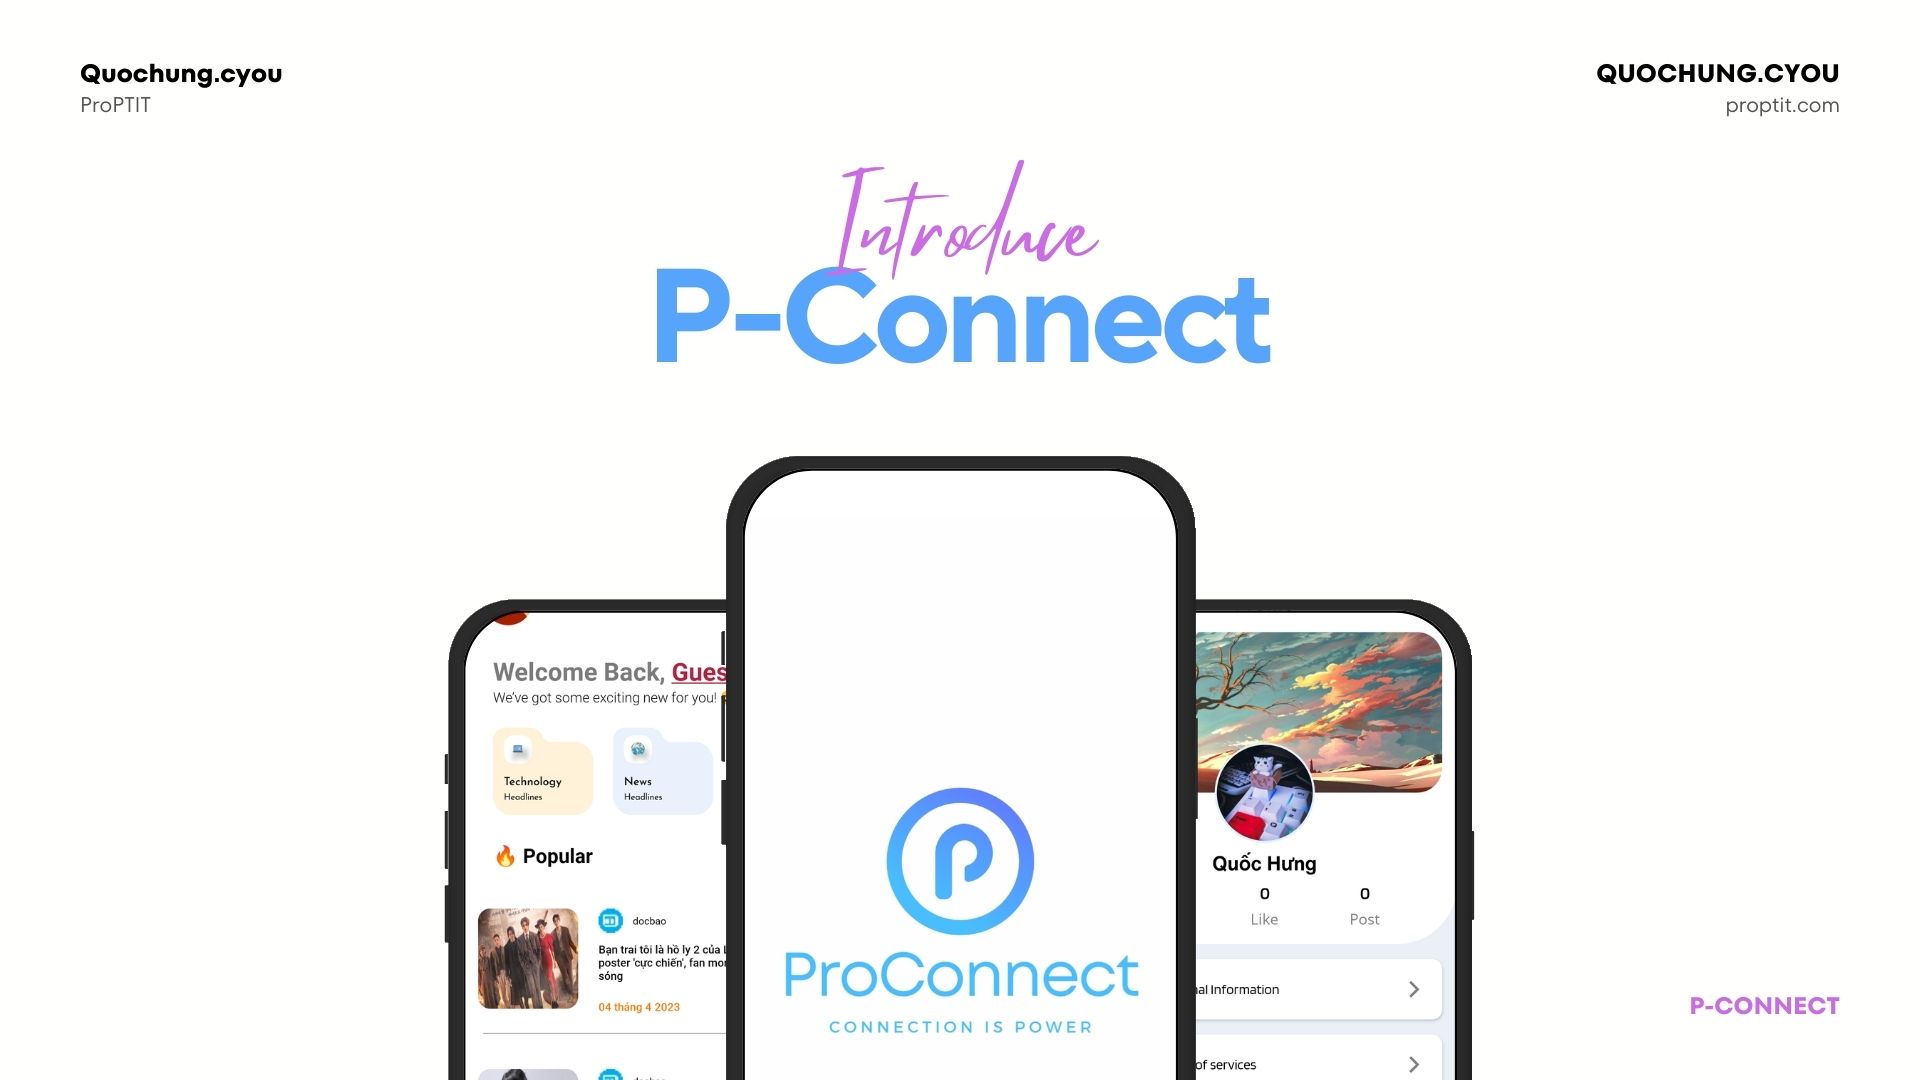 Quochung.cyou
ProPTIT
QUOCHUNG.CYOU
proptit.com
Introduce
P-Connect
Welcome Back, Gues
We've got some exciting new for you!
Technology
Headlines
News
Headlines
🔥 Popular
docbao
Bạn trai tôi là hồ ly 2 của
poster 'cực chiến', fan
sóng
04 tháng 4 2023
P
ProConnect
CONNECTION IS POWER
Quốc Hưng
0
Like
0
Post
Information
of services
P-CONNECT